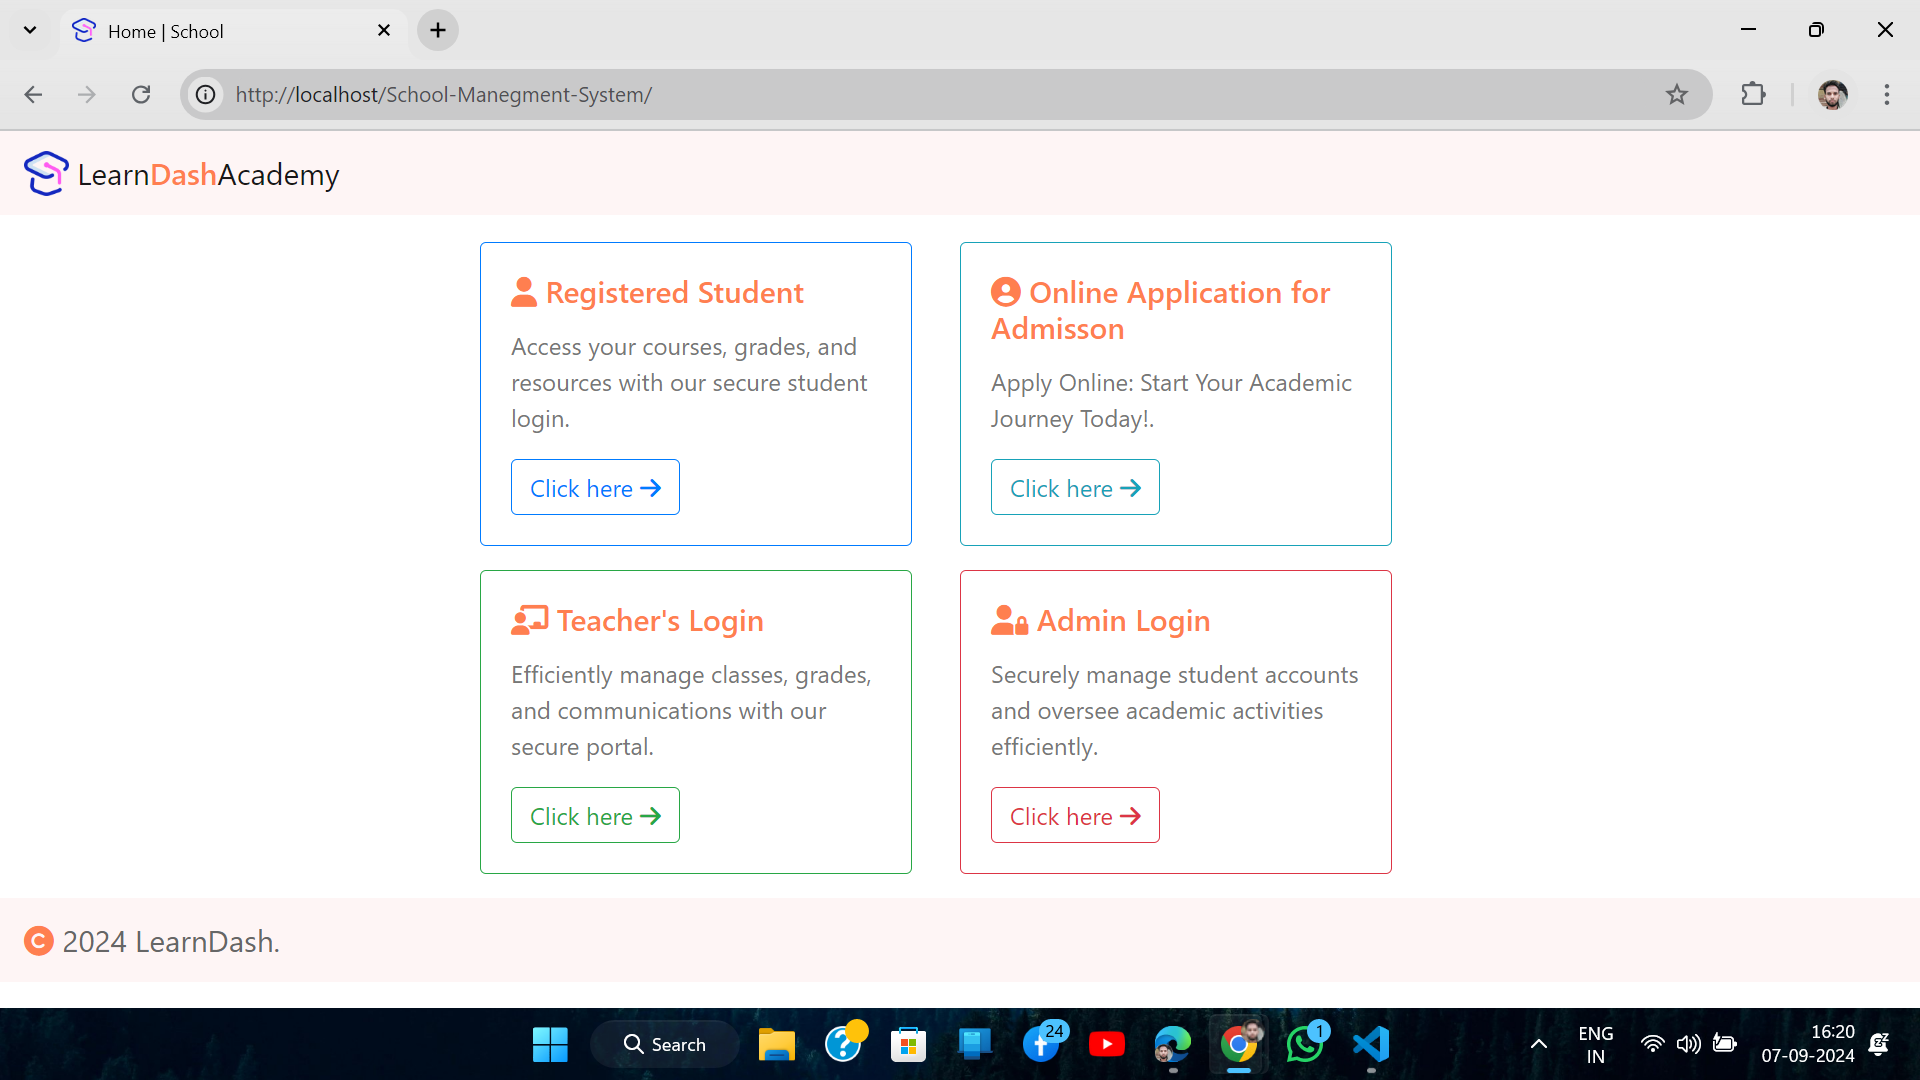 Home | School
http://localhost/School-Manegment-System/
LearnDashAcademy
Registered Student
Access your courses, grades, and
resources with our secure student
login.
Click here
Online Application for
Admisson
Apply Online: Start Your Academic
Journey Today!.
Click here
Teacher's Login
Efficiently manage classes, grades,
and communications with our
secure portal.
Click here
Admin Login
Securely manage student accounts
and oversee academic activities
efficiently.
Click here
© 2024 LearnDash.
Search
24
1
ENG
IN
16:20
07-09-2024